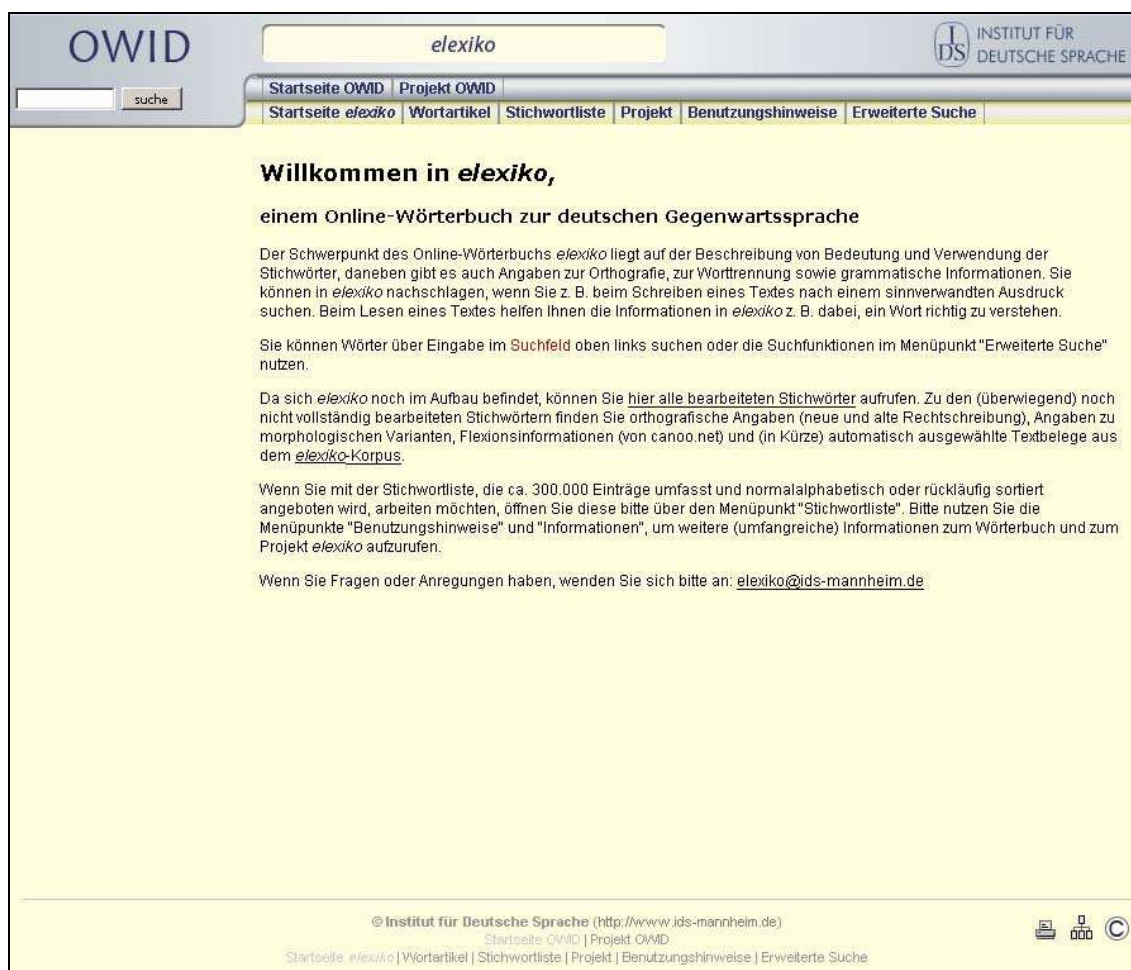 OWID
elexiko
INSTITUT FÜR
DEUTSCHE SPRACHE
IDS
suche
Startseite OWID | Projekt OWID
Startseite elexiko | Wortartikel | Stichwortliste | Projekt | Benutzungshinweise | Erweiterte Suche
Willkommen in elexiko,
einem Online-Wörterbuch zur deutschen Gegenwartssprache
Der Schwerpunkt des Online-Wörterbuchs elexiko liegt auf der Beschreibung von Bedeutung und Verwendung der
Stichwörter, daneben gibt es auch Angaben zur Orthografie, zur Worttrennung sowie grammatische Informationen. Sie
können in elexiko nachschlagen, wenn Sie z. B. beim Schreiben eines Textes nach einem sinnverwandten Ausdruck
suchen. Beim Lesen eines Textes helfen Ihnen die Informationen in elexiko z. B. dabei, ein Wort richtig zu verstehen.
Sie können Wörter über Eingabe im Suchfeld oben links suchen oder die Suchfunktionen im Menüpunkt "Erweiterte Suche"
nutzen.
Da sich elexiko noch im Aufbau befindet, können Sie hier alle bearbeiteten Stichwörter aufrufen. Zu den (überwiegend) noch
nicht vollständig bearbeiteten Stichwörtern finden Sie orthografische Angaben (neue und alte Rechtschreibung), Angaben zu
morphologischen Varianten, Flexionsinformationen (von canoo.net) und (in Kürze) automatisch ausgewählte Textbelege aus
dem elexiko-Korpus.
Wenn Sie mit der Stichwortliste, die ca. 300.000 Einträge umfasst und normalalphabetisch oder rückläufig sortiert
angeboten wird, arbeiten möchten, öffnen Sie diese bitte über den Menüpunkt "Stichwortliste". Bitte nutzen Sie die
Menüpunkte "Benutzungshinweise" und "Informationen", um weitere (umfangreiche) Informationen zum Wörterbuch und zum
Projekt elexiko aufzurufen.
Wenn Sie Fragen oder Anregungen haben, wenden Sie sich bitte an: elexiko@ids-mannheim.de
© Institut für Deutsche Sprache (http://www.ids-mannheim.de)
Startseite OWID | Projekt OWID
Startseite elexiko | Wortartikel | Stichwortliste | Projekt | Benutzungshinweise | Erweiterte Suche
©